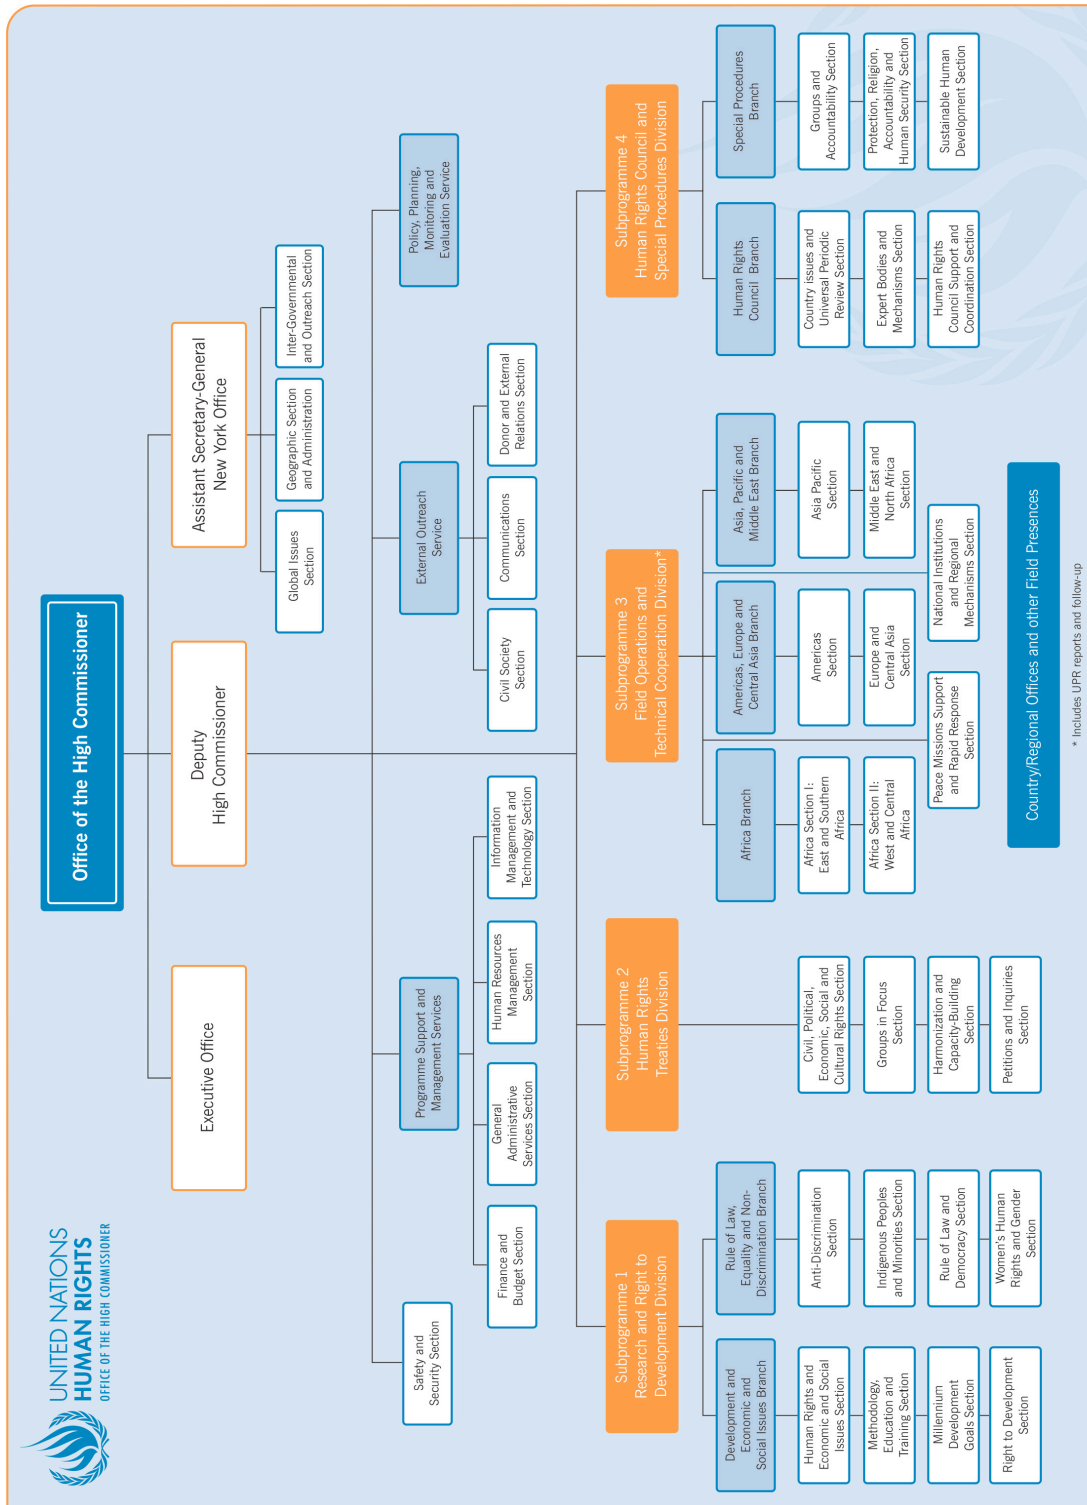 UNITED NATIONS
HUMAN RIGHTS
OFFICE OF THE HIGH COMMISSIONER
Office of the High Commissioner
Executive Office
Deputy
High Commissioner
Assistant Secretary-General
New York Office
Global Issues
Section
Geographic Section
and Administration
Inter-Governmental
and Outreach Section
Safety and
Security Section
Programme Support and
Management Services
External Outreach
Service
Policy, Planning,
Monitoring and
Evaluation Service
Finance and
Budget Section
General
Administrative
Services Section
Human Resources
Management
Section
Information
Management and
Technology Section
Civil Society
Section
Communications
Section
Donor and External
Relations Section
Subprogramme 1
Research and Right to
Development Division
Subprogramme 2
Human Rights
Treaties Division
Subprogramme 3
Field Operations and
Technical Cooperation Division*
Subprogramme 4
Human Rights Council and
Special Procedures Division
Development and
Economic and
Social Issues Branch
Rule of Law,
Equality and Non-
Discrimination Branch
Africa Branch
Americas, Europe and
Central Asia Branch
Asia, Pacific and
Middle East Branch
Human Rights
Council Branch
Special Procedures
Branch
Human Rights and
Economic and Social
Issues Section
Anti-Discrimination
Section
Civil, Political,
Economic, Social and
Cultural Rights Section
Africa Section I:
East and Southern
Africa
Americas
Section
Asia Pacific
Section
Country issues and
Universal Periodic
Review Section
Groups and
Accountability Section
Methodology,
Education and
Training Section
Indigenous Peoples
and Minorities Section
Groups in Focus
Section
Africa Section II:
West and Central
Africa
Europe and
Central Asia
Section
Middle East and
North Africa
Section
Expert Bodies and
Mechanisms Section
Protection, Religion,
Accountability and
Human Security Section
Millennium
Development
Goals Section
Rule of Law and
Democracy Section
Harmonization and
Capacity-Building
Section
Peace Missions Support
and Rapid Response
Section
National Institutions
and Regional
Mechanisms Section
Human Rights
Council Support and
Coordination Section
Sustainable Human
Development Section
Right to Development
Section
Women's Human
Rights and Gender
Section
Petitions and Inquiries
Section
Country/Regional Offices and other Field Presences
* Includes UPR reports and follow-up